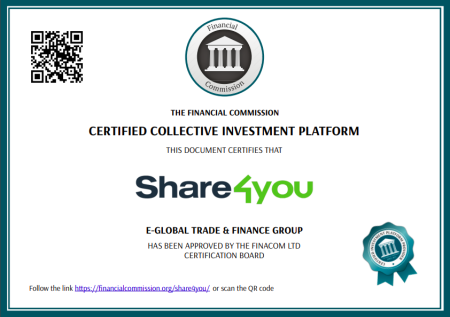 Financial
Commission
THE FINANCIAL COMMISSION
CERTIFIED COLLECTIVE INVESTMENT PLATFORM
THIS DOCUMENT CERTIFIES THAT
Share4you
E-GLOBAL TRADE & FINANCE GROUP
HAS BEEN APPROVED BY THE FINACOM LTD
CERTIFICATION BOARD
Follow the link https://financialcommission.org/share4you/ or scan the QR code